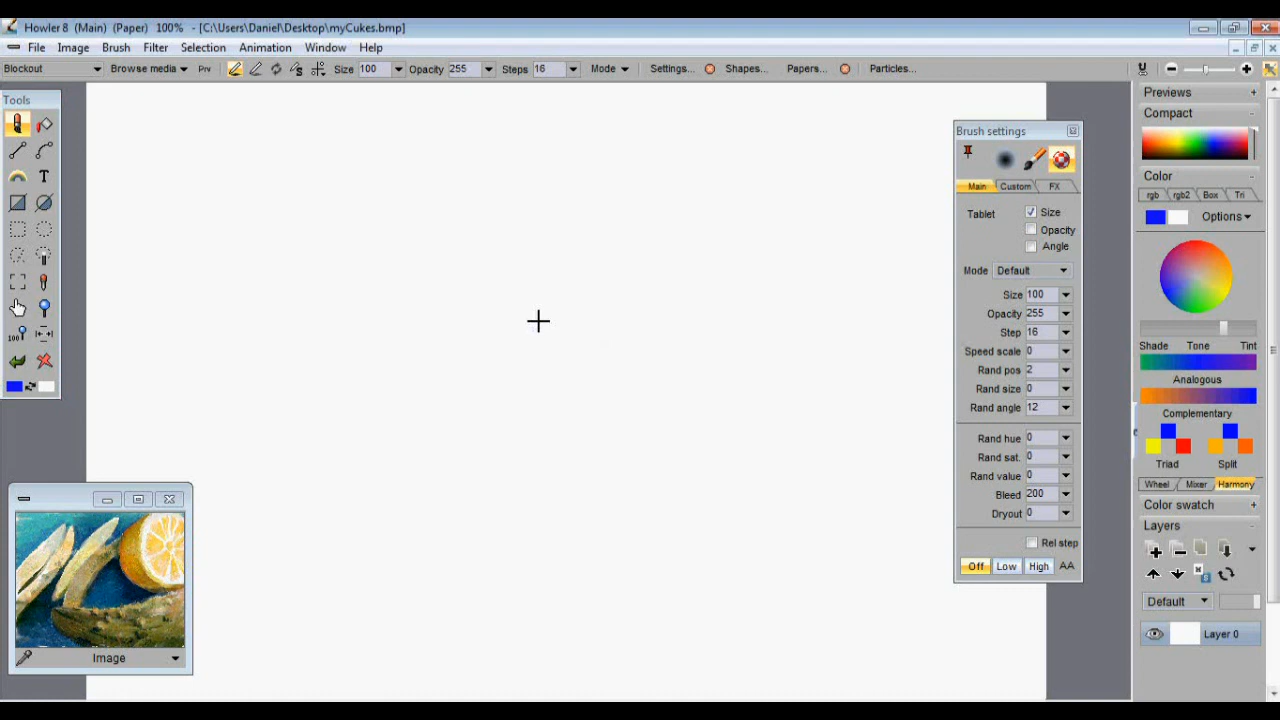 Howler 8 (Main) (Paper) 100% - [C:\Users\Daniel\Desktop\myCukes.bmp]
File Image Brush Filter Selection Animation Window Help
Blockout Browse media Prv Size 100 Opacity 255 Steps 16 Mode Settings... Shapes... Papers... Particles...
Tools
T
100
Image
Brush settings
Main Custom FX
Tablet Size
Opacity
Angle
Mode Default
Size 100
Opacity 255
Step 16
Speed scale 0
Rand pos 2
Rand size 0
Rand angle 12
Rand hue 0
Rand sat. 0
Rand value 0
Bleed 200
Dryout 0
Rel step
Off Low High AA
Previews +
Compact -
Color -
rgb rgb2 Box Tri
Options
Shade Tone Tint
Analogous
Complementary
Triad Split
Wheel Mixer Harmony
Color swatch +
Layers -
Default
Layer 0